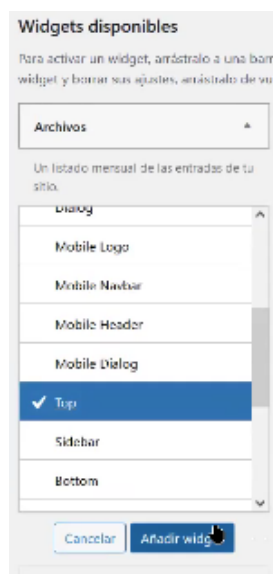 Widgets disponibles
Para activar un widget, arrástralo a una barr
widget y borrar sus ajustes, arrástralo de vu
Archivos
Un listado mensual de las entradas de tu
sitio.
Dialog
Mobile Logo
Mobile Navbar
Mobile Header
Mobile Dialog
Top
Sidebar
Bottom
Cancelar
Añadir widg